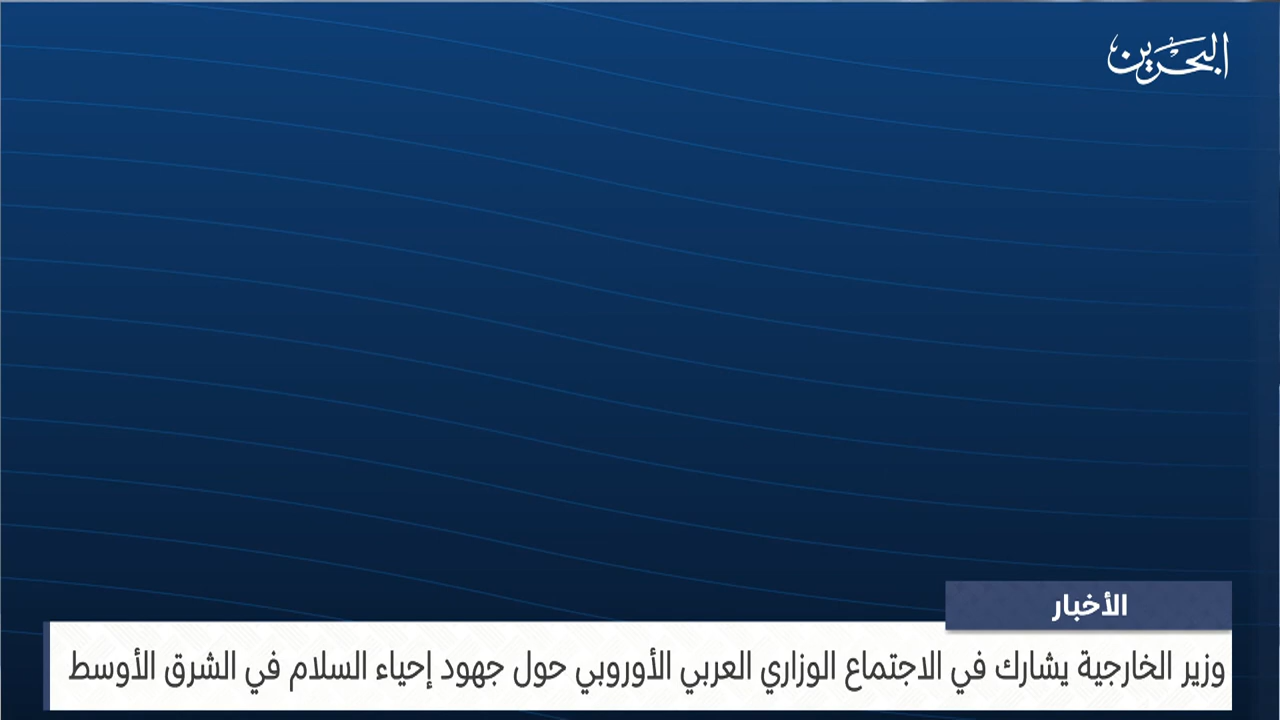 البحرين
الأخبار
وزير الخارجية يشارك في الاجتماع الوزاري العربي الأوروبي حول جهود إحياء السلام في الشرق الأوسط